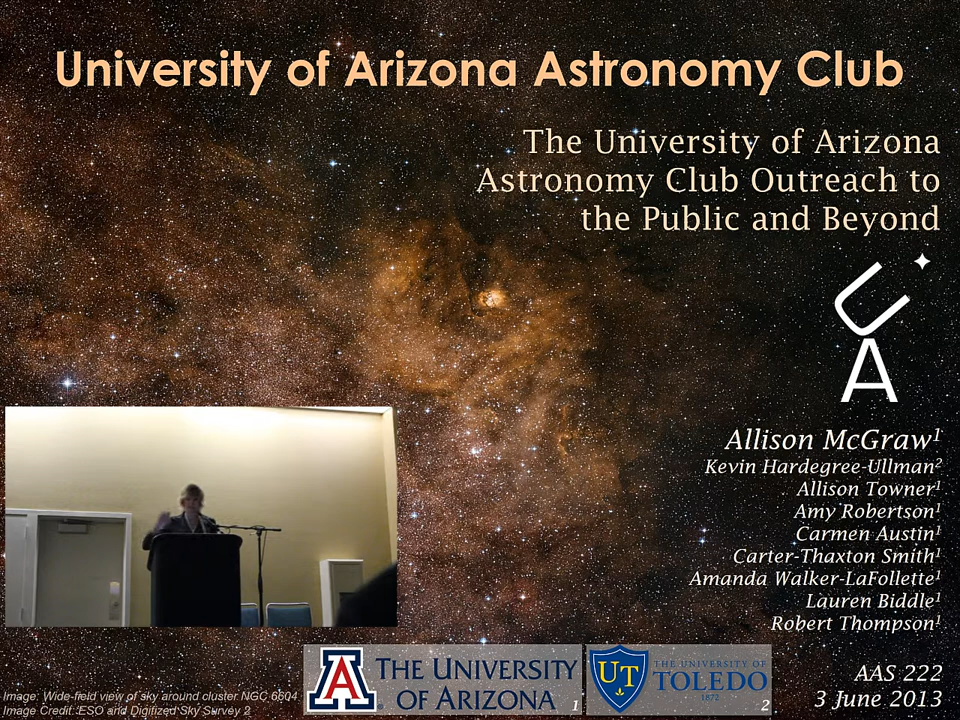 University of Arizona Astronomy Club
The University of Arizona
Astronomy Club Outreach to
the Public and Beyond
UA
Allison McGraw¹
Kevin Hardegree-Ullman²
Allison Towner¹
Amy Robertson¹
Carmen Austin¹
Carter-Thaxton Smith¹
Amanda Walker-LaFollette¹
Lauren Biddle¹
Robert Thompson¹
AAS 222
3 June 2013
A THE UNIVERSITY
OF ARIZONA 1
UT THE UNIVERSITY OF
TOLEDO
1872 2
Image: Wide-field view of sky around cluster NGC 6604
Image Credit: ESO and Digitized Sky Survey 2